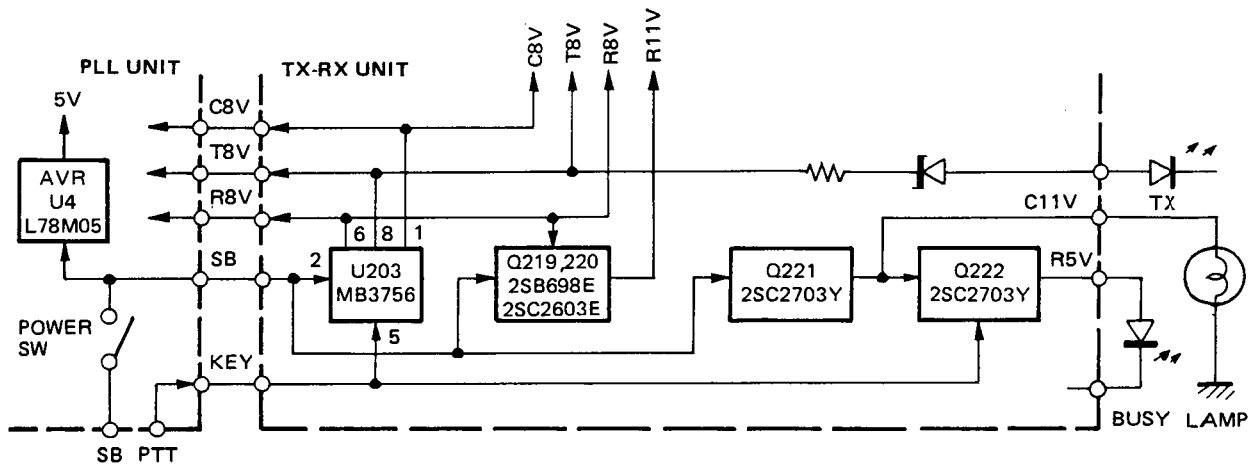 C8V
T8V
R8V
R11V
PLL UNIT
TX-RX UNIT
5V
C8V
T8V
AVR
U4
L78M05
R8V
C11V
TX
6 8 1
SB
2
U203
MB3756
Q219,220
2SB698E
2SC2603E
Q221
2SC2703Y
Q222
2SC2703Y
R5V
POWER
SW
5
KEY
BUSY
LAMP
SB
PTT